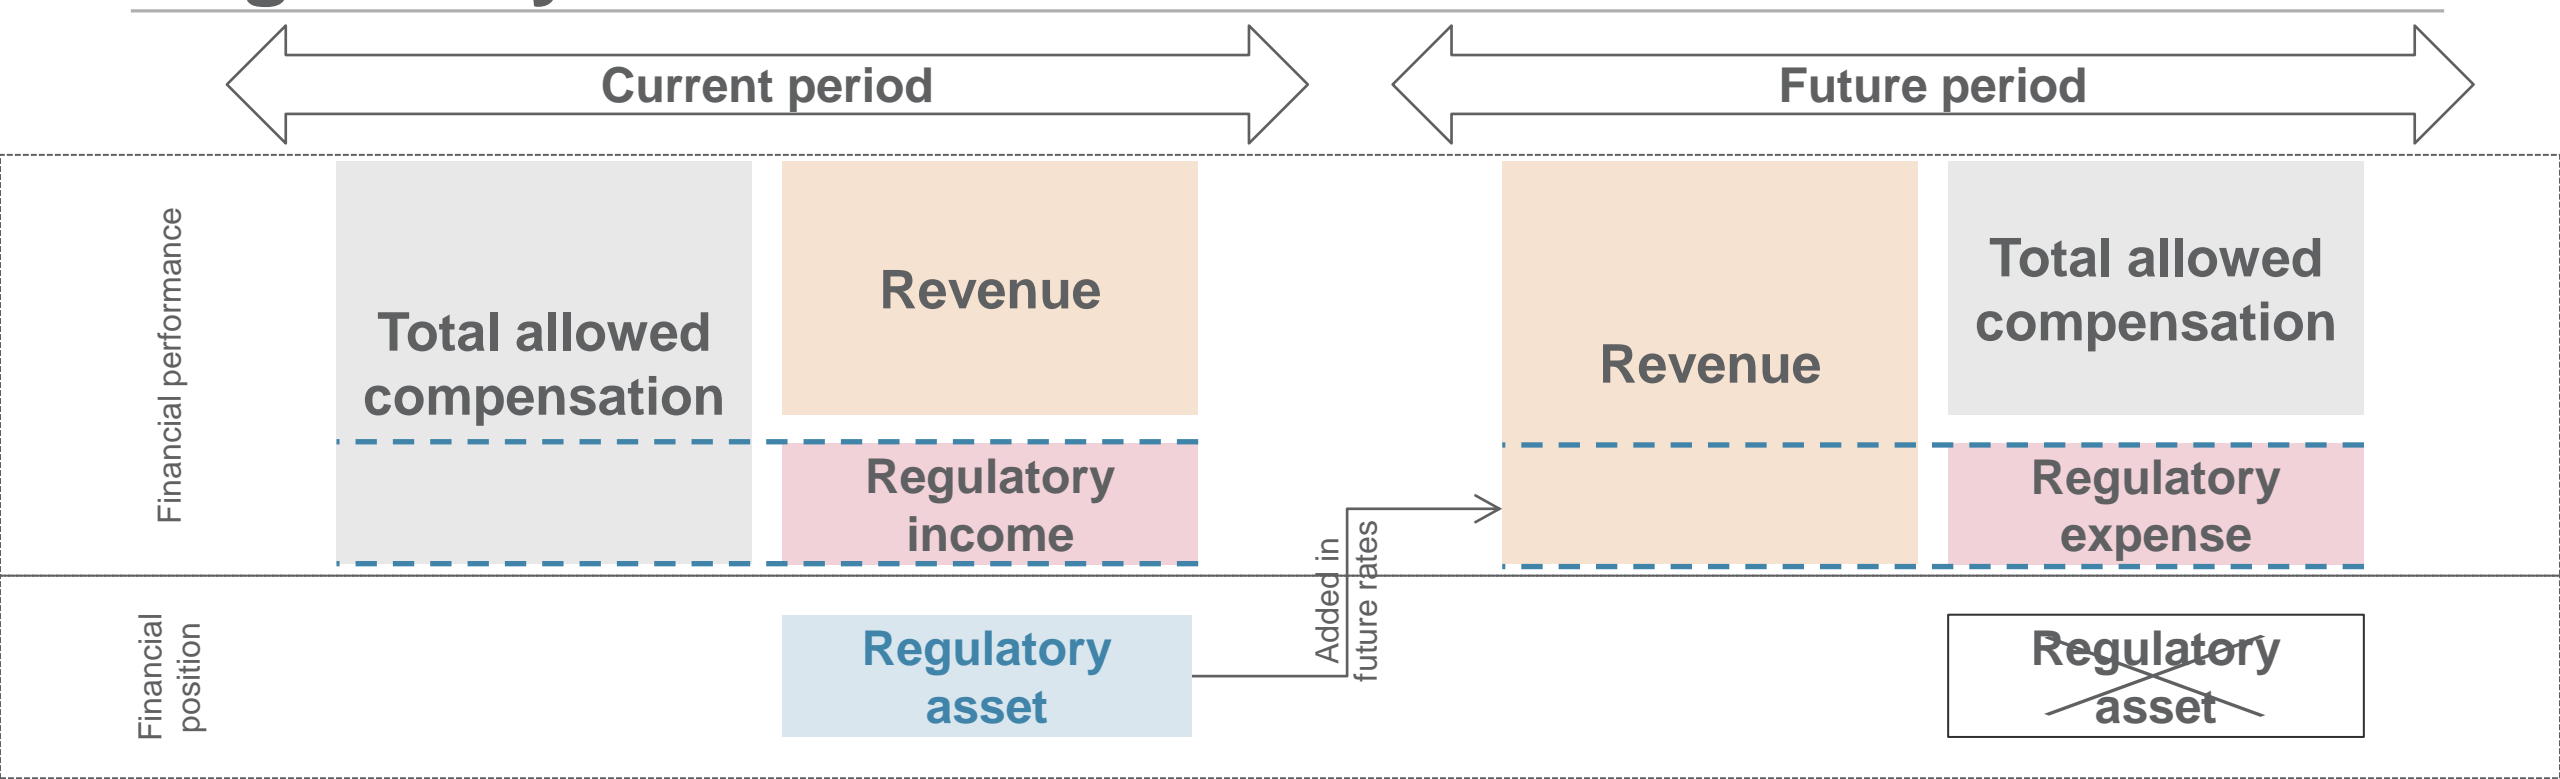 Current period
Future period
Financial performance
Total allowed
compensation
Revenue
Regulatory
income
Revenue
Total allowed
compensation
Regulatory
expense
Financial
position
Regulatory
asset
Added in
future rates
Regulatory
asset